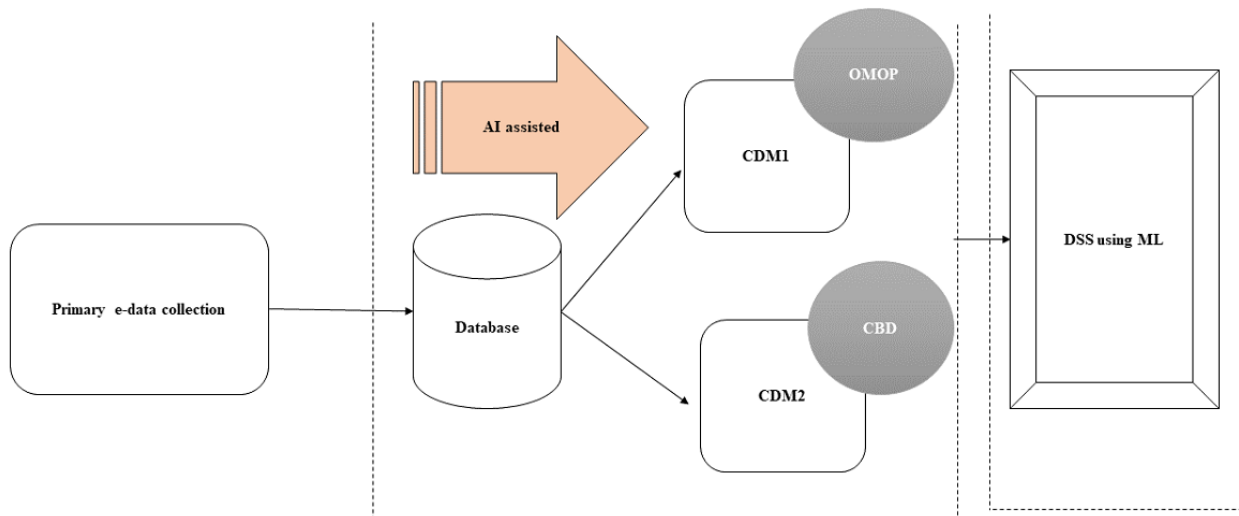 OMOP
AI assisted
CDM1
DSS using ML
Primary e-data collection
Database
CBD
CDM2